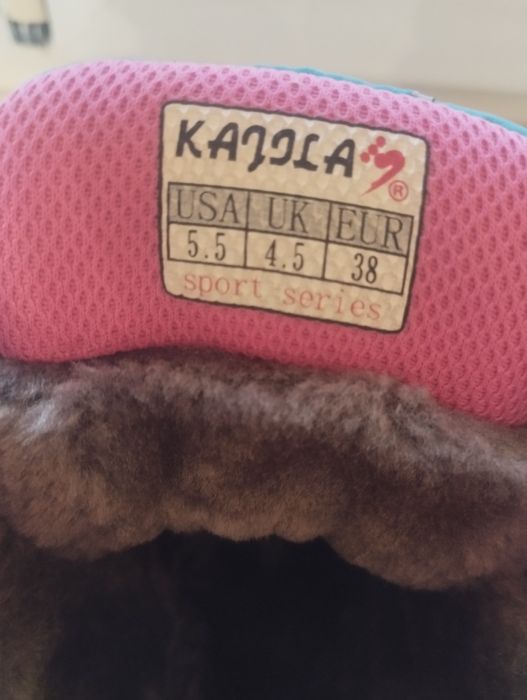 KAJILA ®
USA UK EUR
5.5 4.5 38
sport series